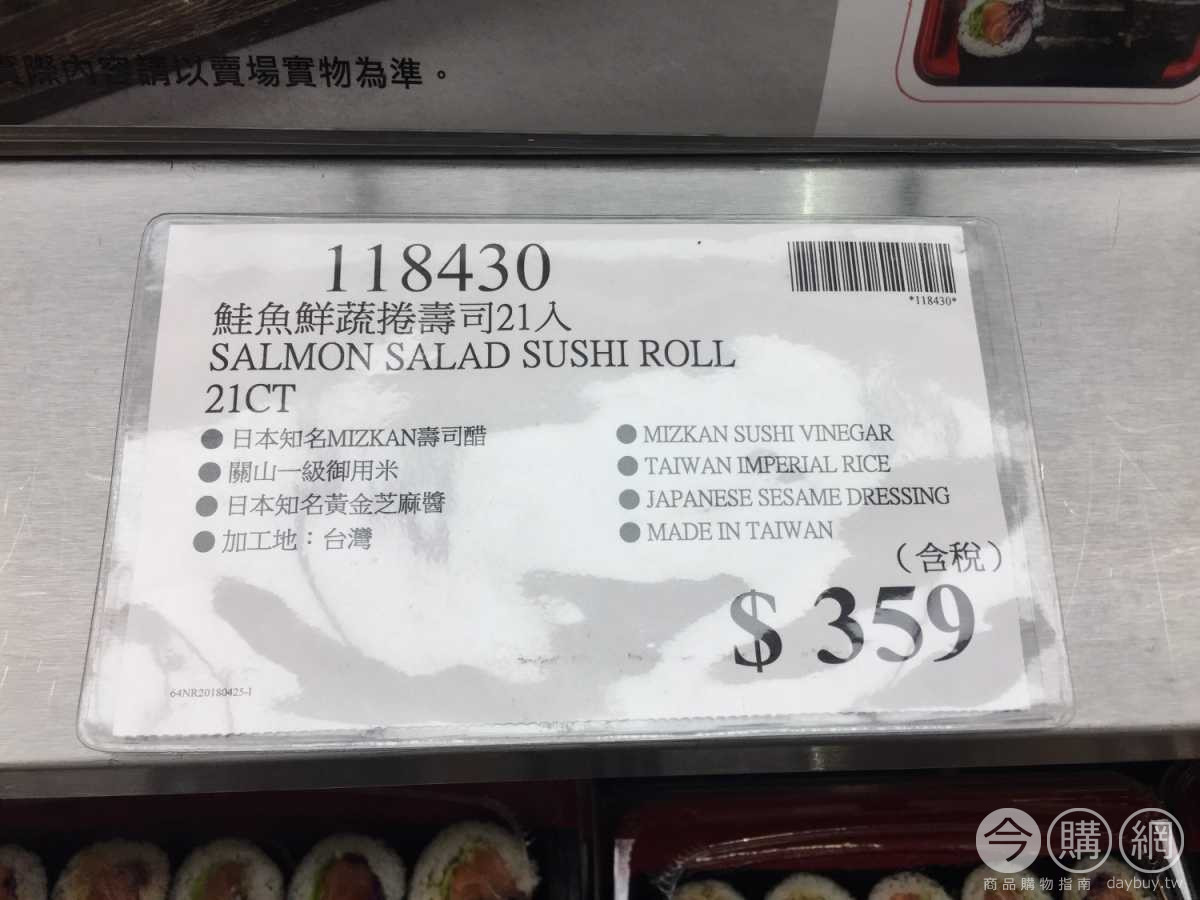 實際內容請以賣場實物為準。
118430
*118430*
鮭魚鮮蔬捲壽司21入
SALMON SALAD SUSHI ROLL
21CT
● 日本知名MIZKAN壽司醋
● 關山一級御用米
● 日本知名黃金芝麻醬
● 加工地：台灣
● MIZKAN SUSHI VINEGAR
● TAIWAN IMPERIAL RICE
● JAPANESE SESAME DRESSING
● MADE IN TAIWAN
（含稅）
$ 359
64NR20180425-1
今購網
商品購物指南 daybuy.tw